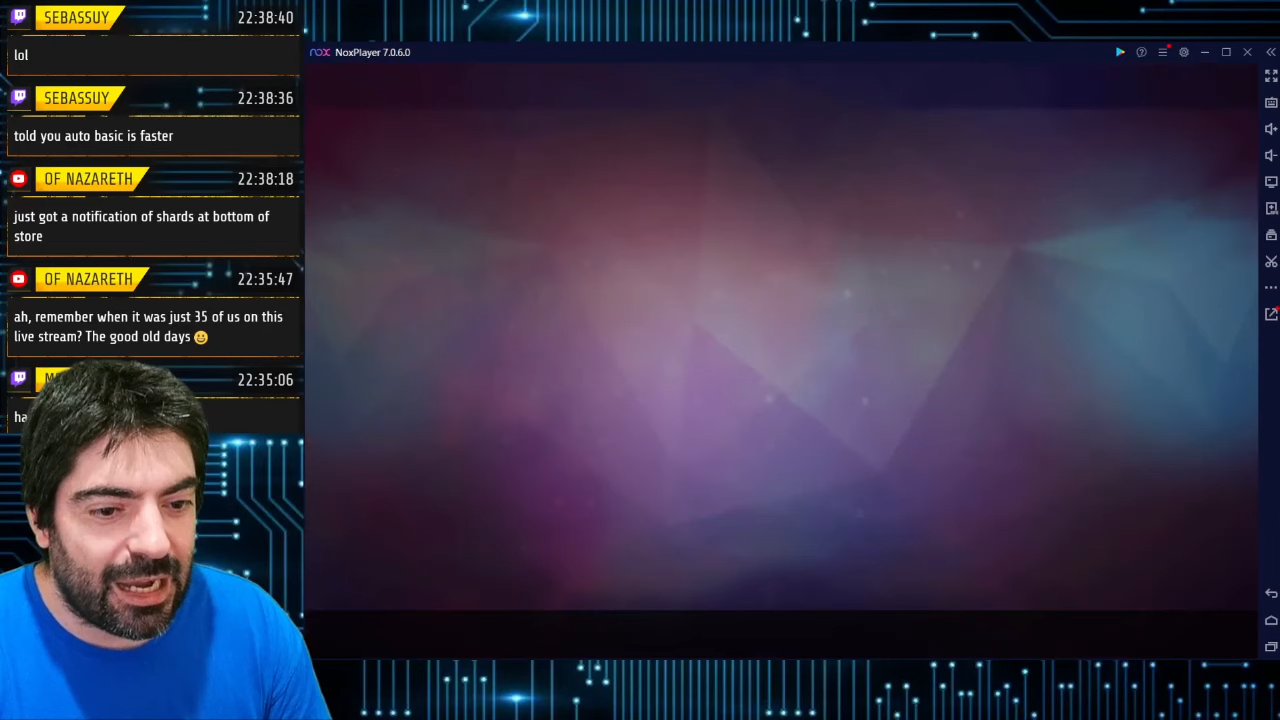 SEBASSUY 22:38:40
lol
SEBASSUY 22:38:36
told you auto basic is faster
OF NAZARETH 22:38:18
just got a notification of shards at bottom of
store
OF NAZARETH 22:35:47
ah, remember when it was just 35 of us on this
live stream? The good old days 😀
22:35:06
ha
nox NoxPlayer 7.0.6.0